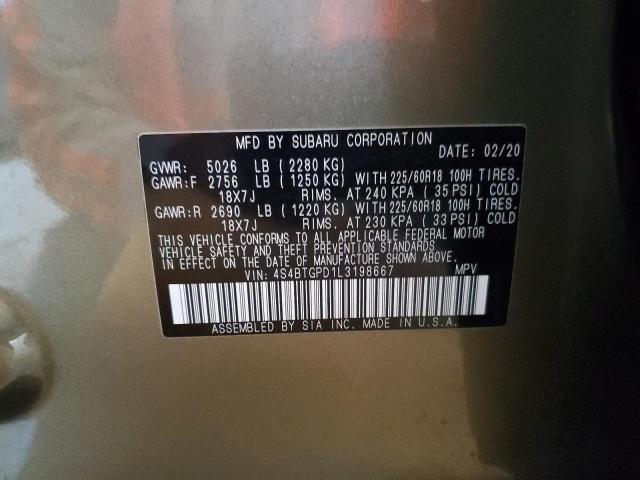 MFD BY SUBARU CORPORATION
DATE: 02/20
GVWR: 5026 LB (2280 KG)
GAWR:F 2756 LB (1250 KG) WITH 225/60R18 100H TIRES.
18X7J RIMS. AT 240 KPA (35 PSI) COLD
GAWR:R 2690 LB (1220 KG) WITH 225/60R18 100H TIRES.
18X7J RIMS. AT 230 KPA (33 PSI) COLD
THIS VEHICLE CONFORMS TO ALL APPLICABLE FEDERAL MOTOR
VEHICLE SAFETY AND THEFT PREVENTION STANDARDS
IN EFFECT ON THE DATE OF MANUFACTURE SHOWN ABOVE.
VIN: 4S4BTGPD1L3198667 MPV
ASSEMBLED BY SIA INC. MADE IN U.S.A.